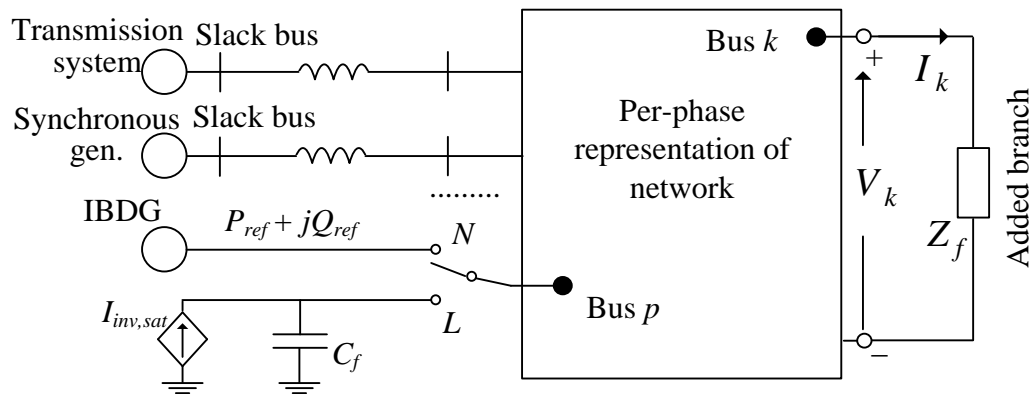 Transmission
system
Slack bus
Synchronous
gen.
Slack bus
.........
IBDG
P_ref + jQ_ref
N
L
I_inv,sat
C_f
Bus p
Per-phase
representation of
network
Bus k
+
I_k
V_k
Z_f
−
Added branch